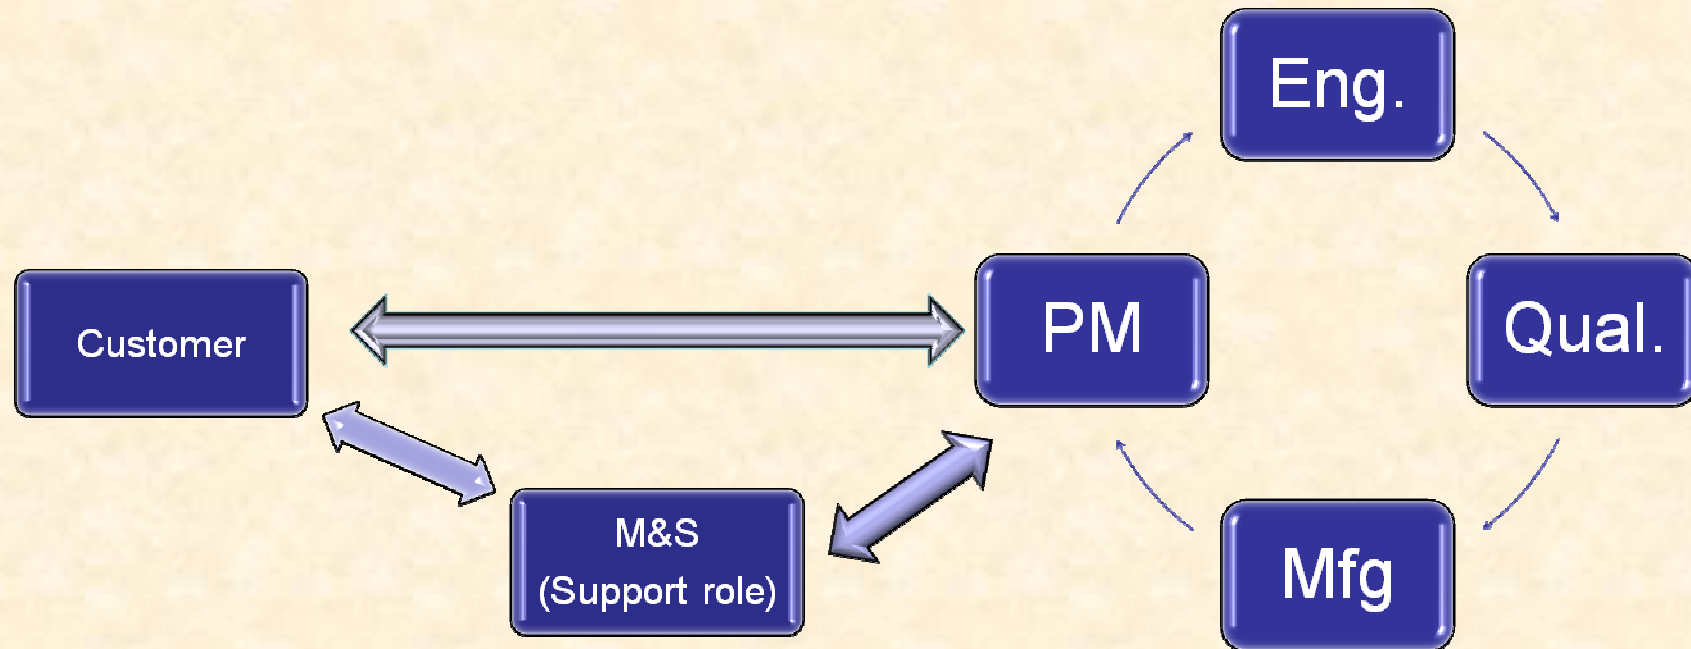 Eng.
Customer
PM
Qual.
M&S
(Support role)
Mfg